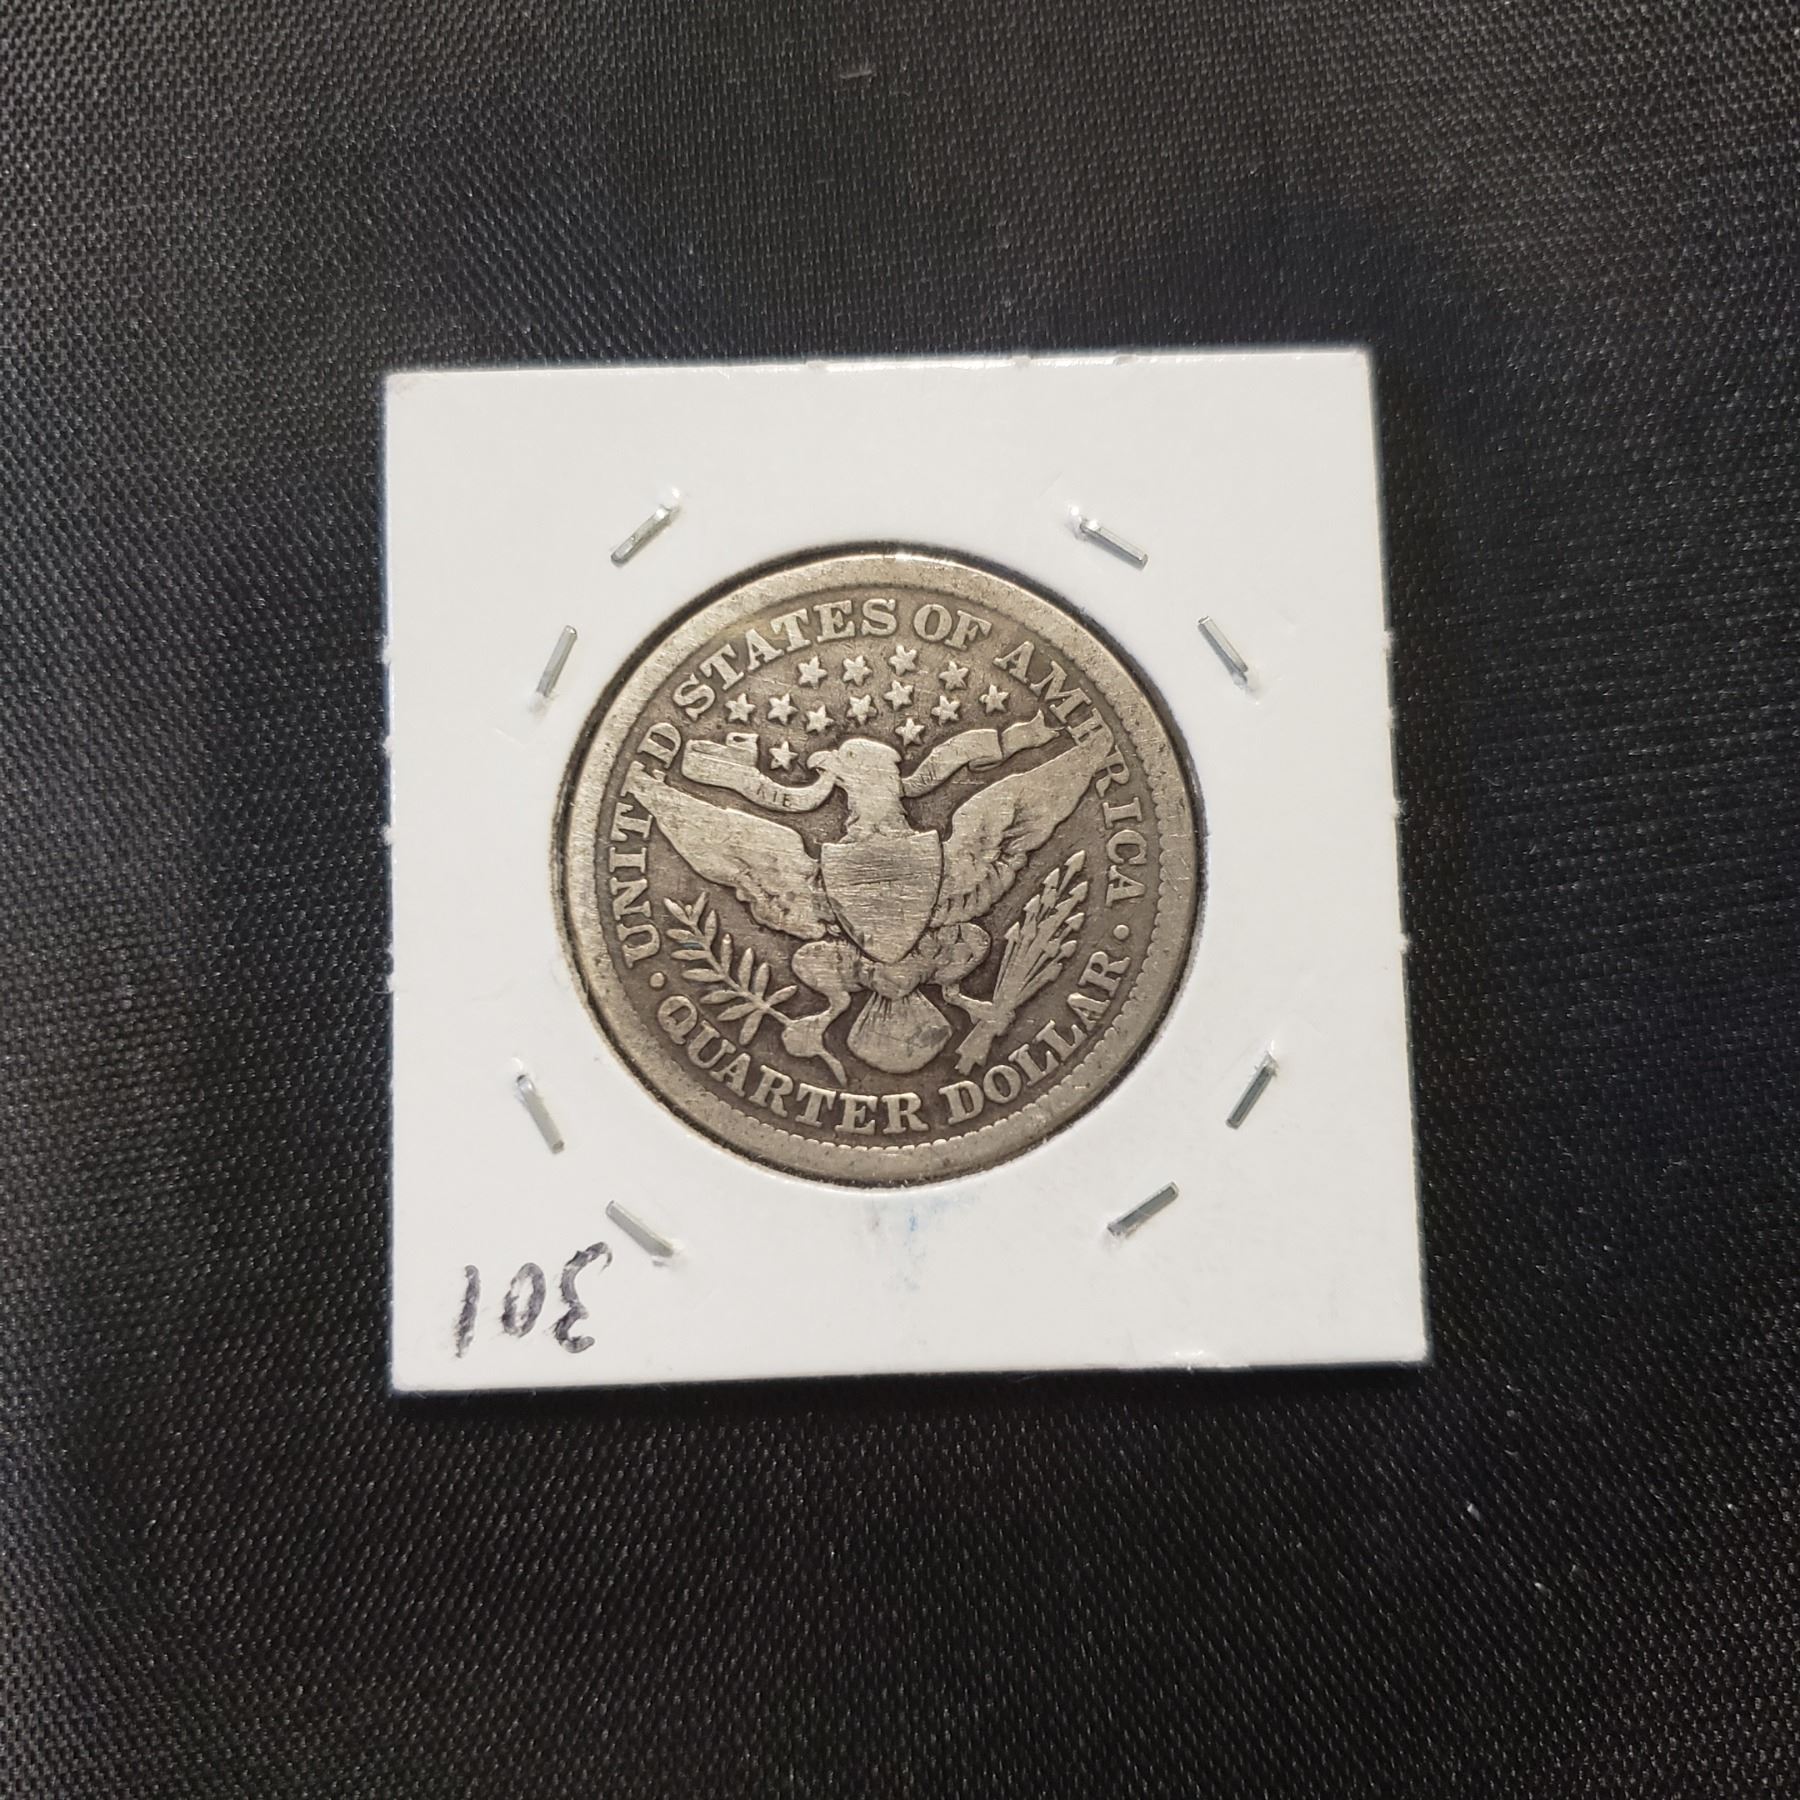 UNITED STATES OF AMERICA
· QUARTER DOLLAR ·
301